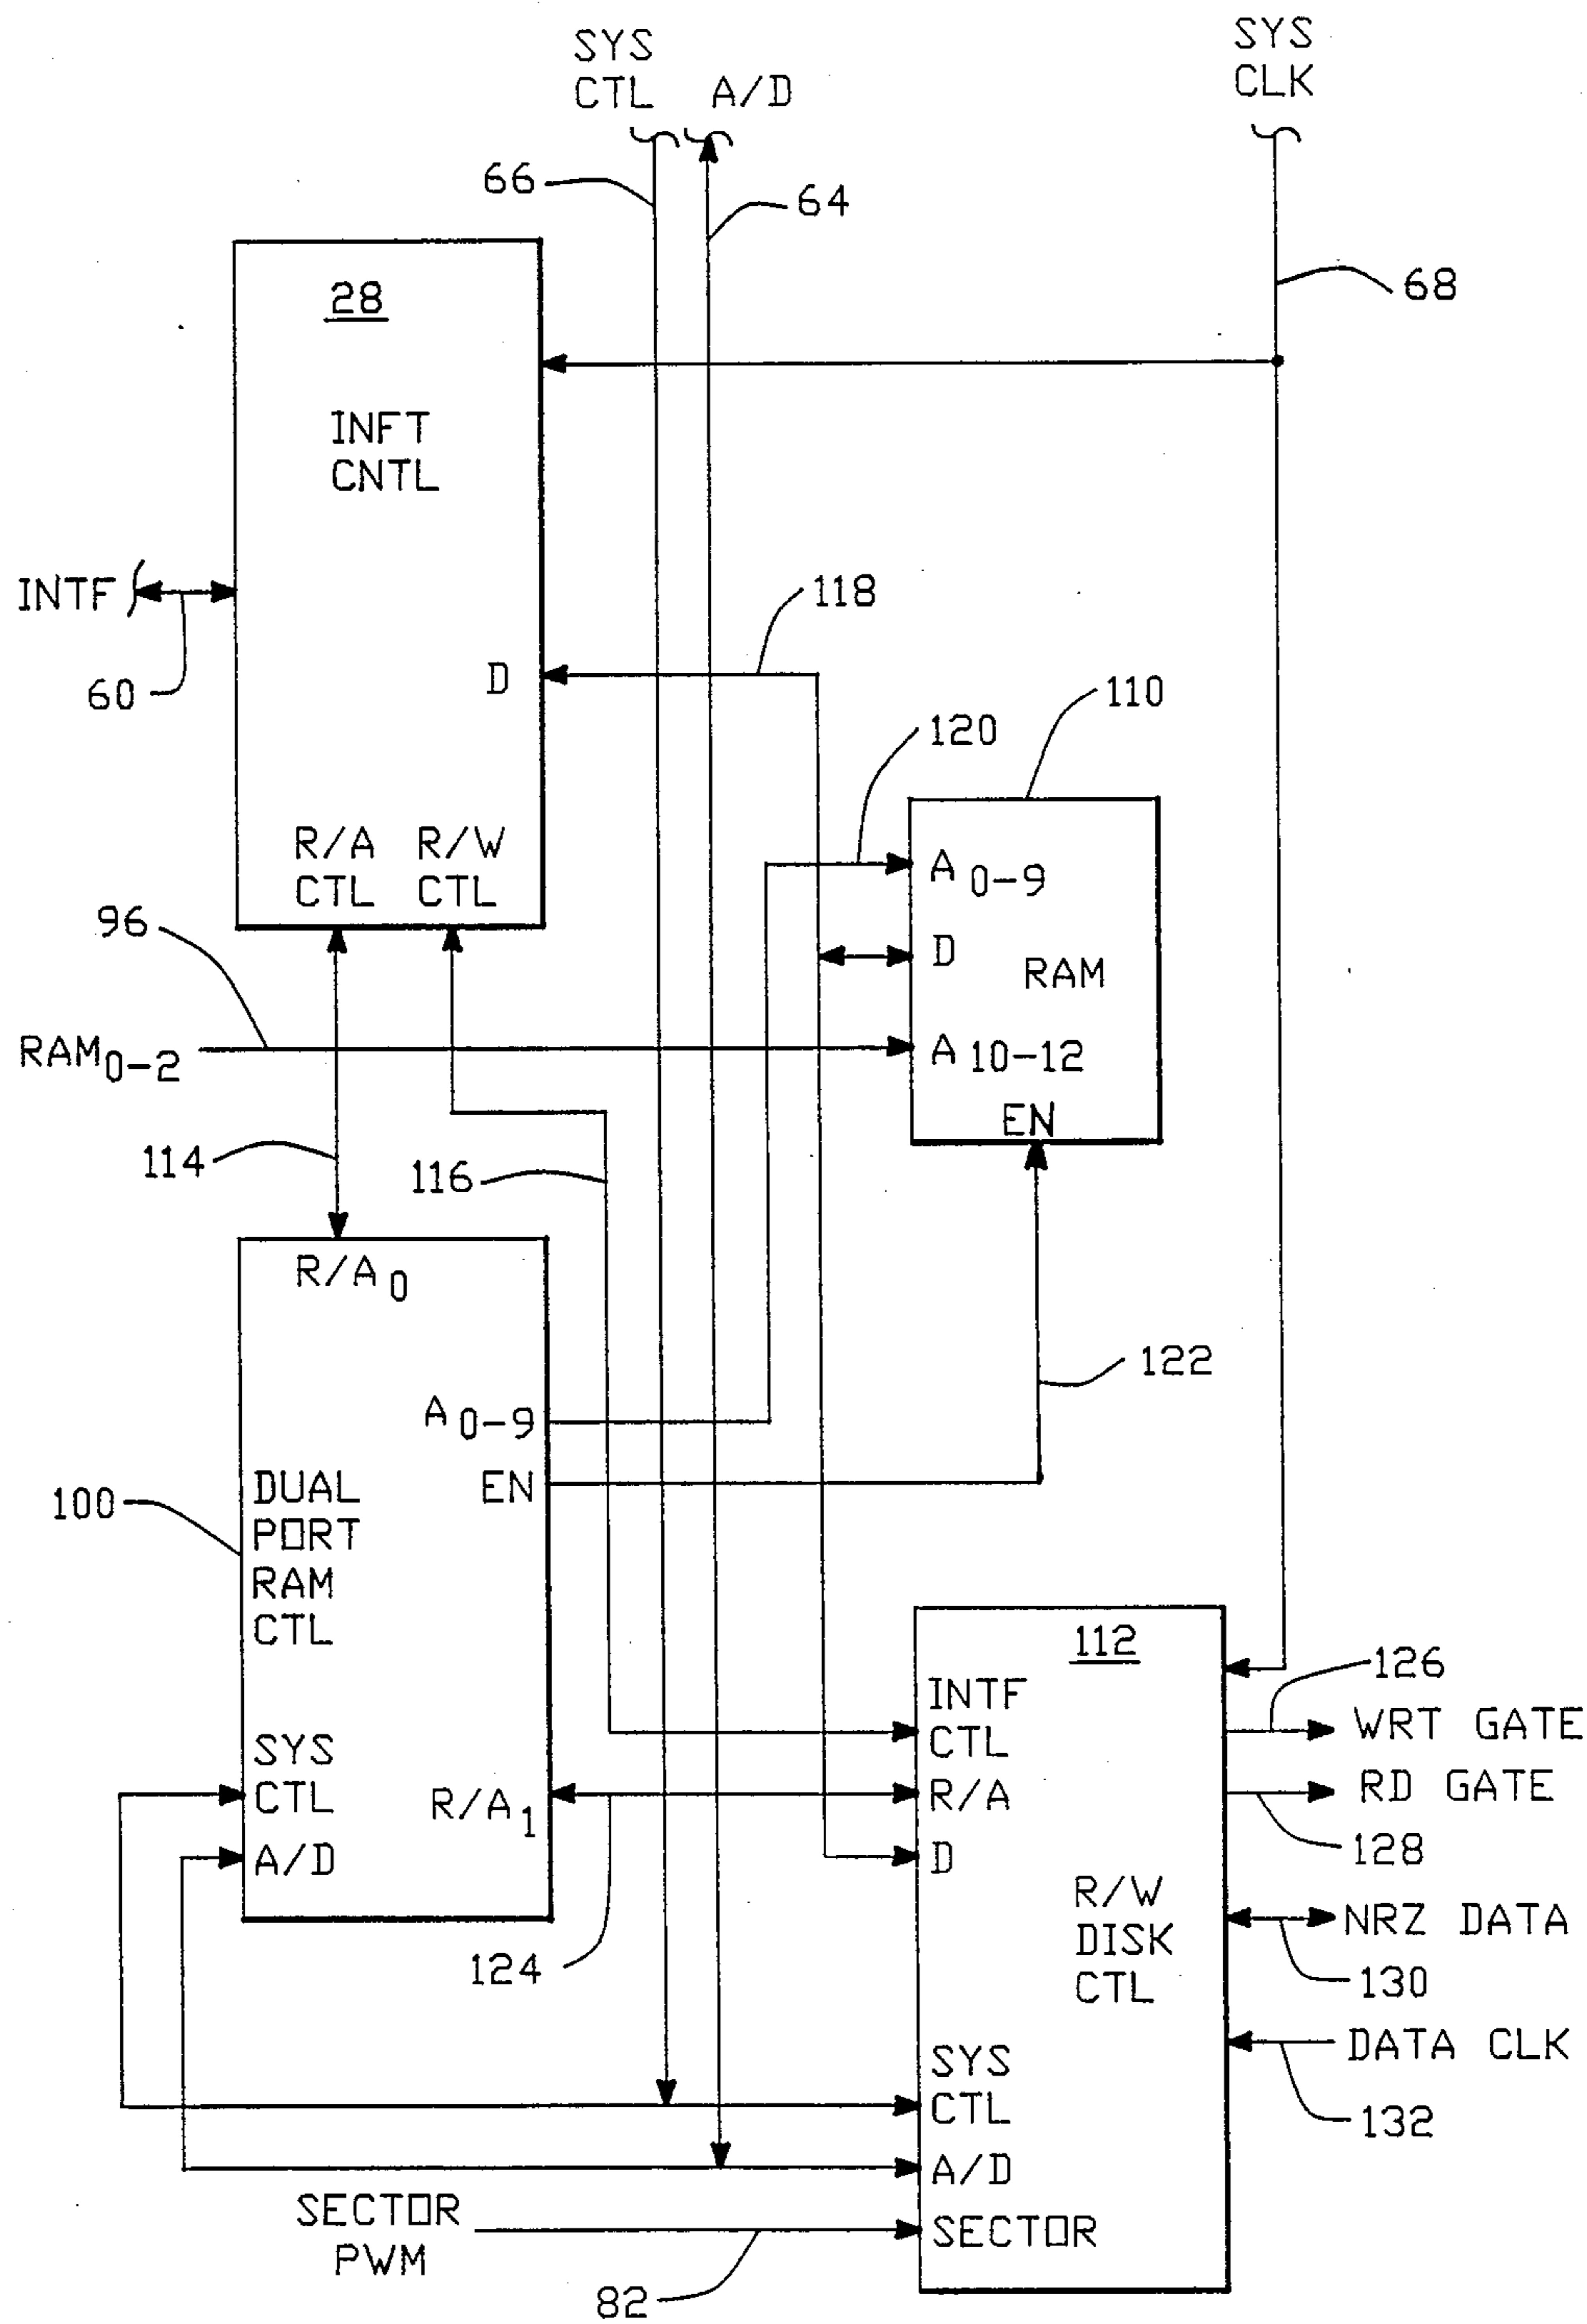 SYS
CTL
A/D
SYS
CLK
66
64
68
28
INFT
CNTL
INTF
60
D
118
110
120
R/A
CTL
R/W
CTL
A 0-9
D
RAM
96
RAM0-2
A 10-12
EN
114
116
R/A0
122
A 0-9
EN
100
DUAL
PORT
RAM
CTL
112
INTF
CTL
126
WRT GATE
SYS
CTL
R/A1
R/A
RD GATE
128
A/D
D
R/W
DISK
CTL
NRZ DATA
124
130
SYS
CTL
DATA CLK
132
A/D
SECTOR
PWM
SECTOR
82